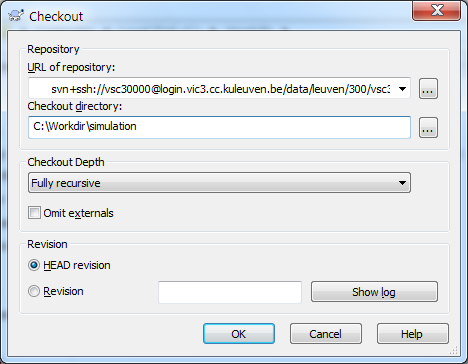 Checkout
Repository
URL of repository:
svn+ssh://vsc30000@login.vic3.cc.kuleuven.be/data/leuven/300/vsc3
...
Checkout directory:
C:\Workdir\simulation
...
Checkout Depth
Fully recursive
Omit externals
Revision
HEAD revision
Revision
Show log
OK Cancel Help